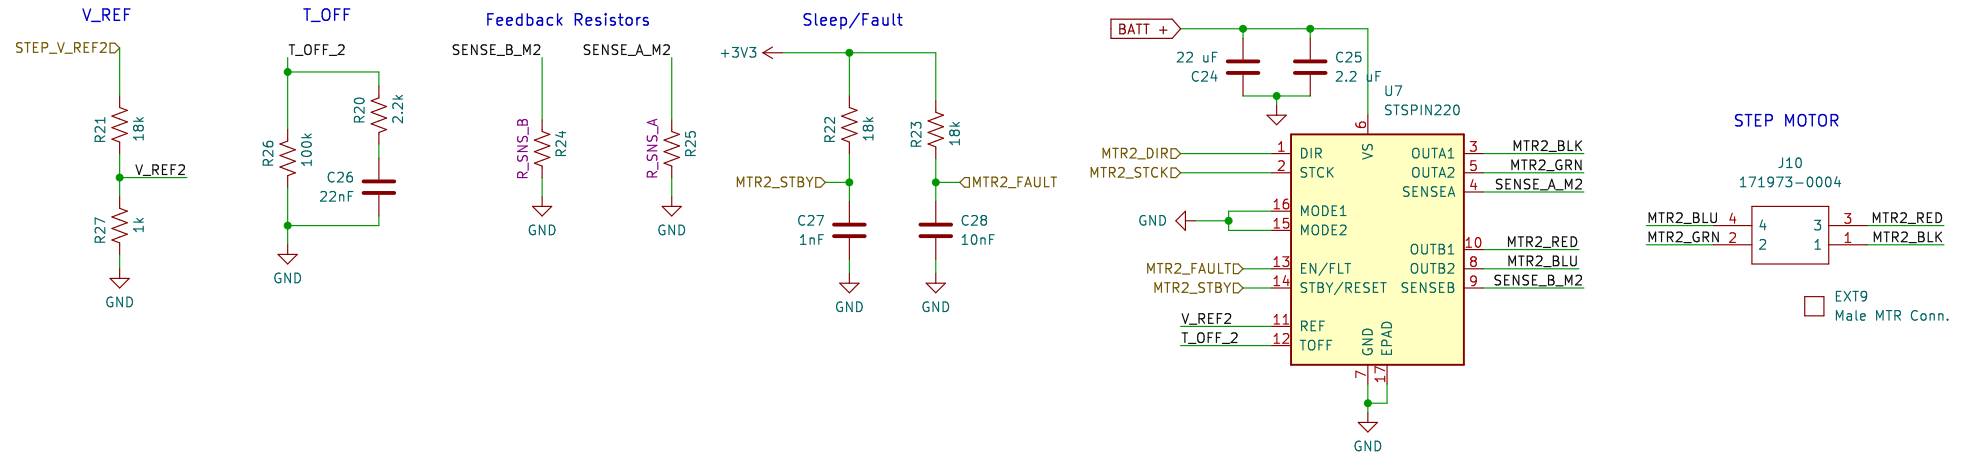 V_REF
STEP_V_REF2
R21
18k
V_REF2
R27
1k
GND
T_OFF
T_OFF_2
R26
100k
R20
2.2k
C26
22nF
GND
Feedback Resistors
SENSE_B_M2
R_SNS_B
R24
GND
SENSE_A_M2
R_SNS_A
R25
GND
Sleep/Fault
+3V3
R22
18k
MTR2_STBY
C27
1nF
GND
R23
18k
MTR2_FAULT
C28
10nF
GND
BATT +
22 uF
C24
C25
2.2 uF
U7
STSPIN220
6
VS
MTR2_DIR
1
DIR
MTR2_STCK
2
STCK
GND
16
MODE1
15
MODE2
MTR2_FAULT
13
EN/FLT
MTR2_STBY
14
STBY/RESET
V_REF2
11
REF
T_OFF_2
12
TOFF
OUTA1
3
MTR2_BLK
OUTA2
5
MTR2_GRN
SENSEA
4
SENSE_A_M2
OUTB1
10
MTR2_RED
OUTB2
8
MTR2_BLU
SENSEB
9
SENSE_B_M2
GND
EPAD
7
17
GND
STEP MOTOR
J10
171973-0004
MTR2_BLU
4
4
3
3
MTR2_RED
MTR2_GRN
2
2
1
1
MTR2_BLK
EXT9
Male MTR Conn.